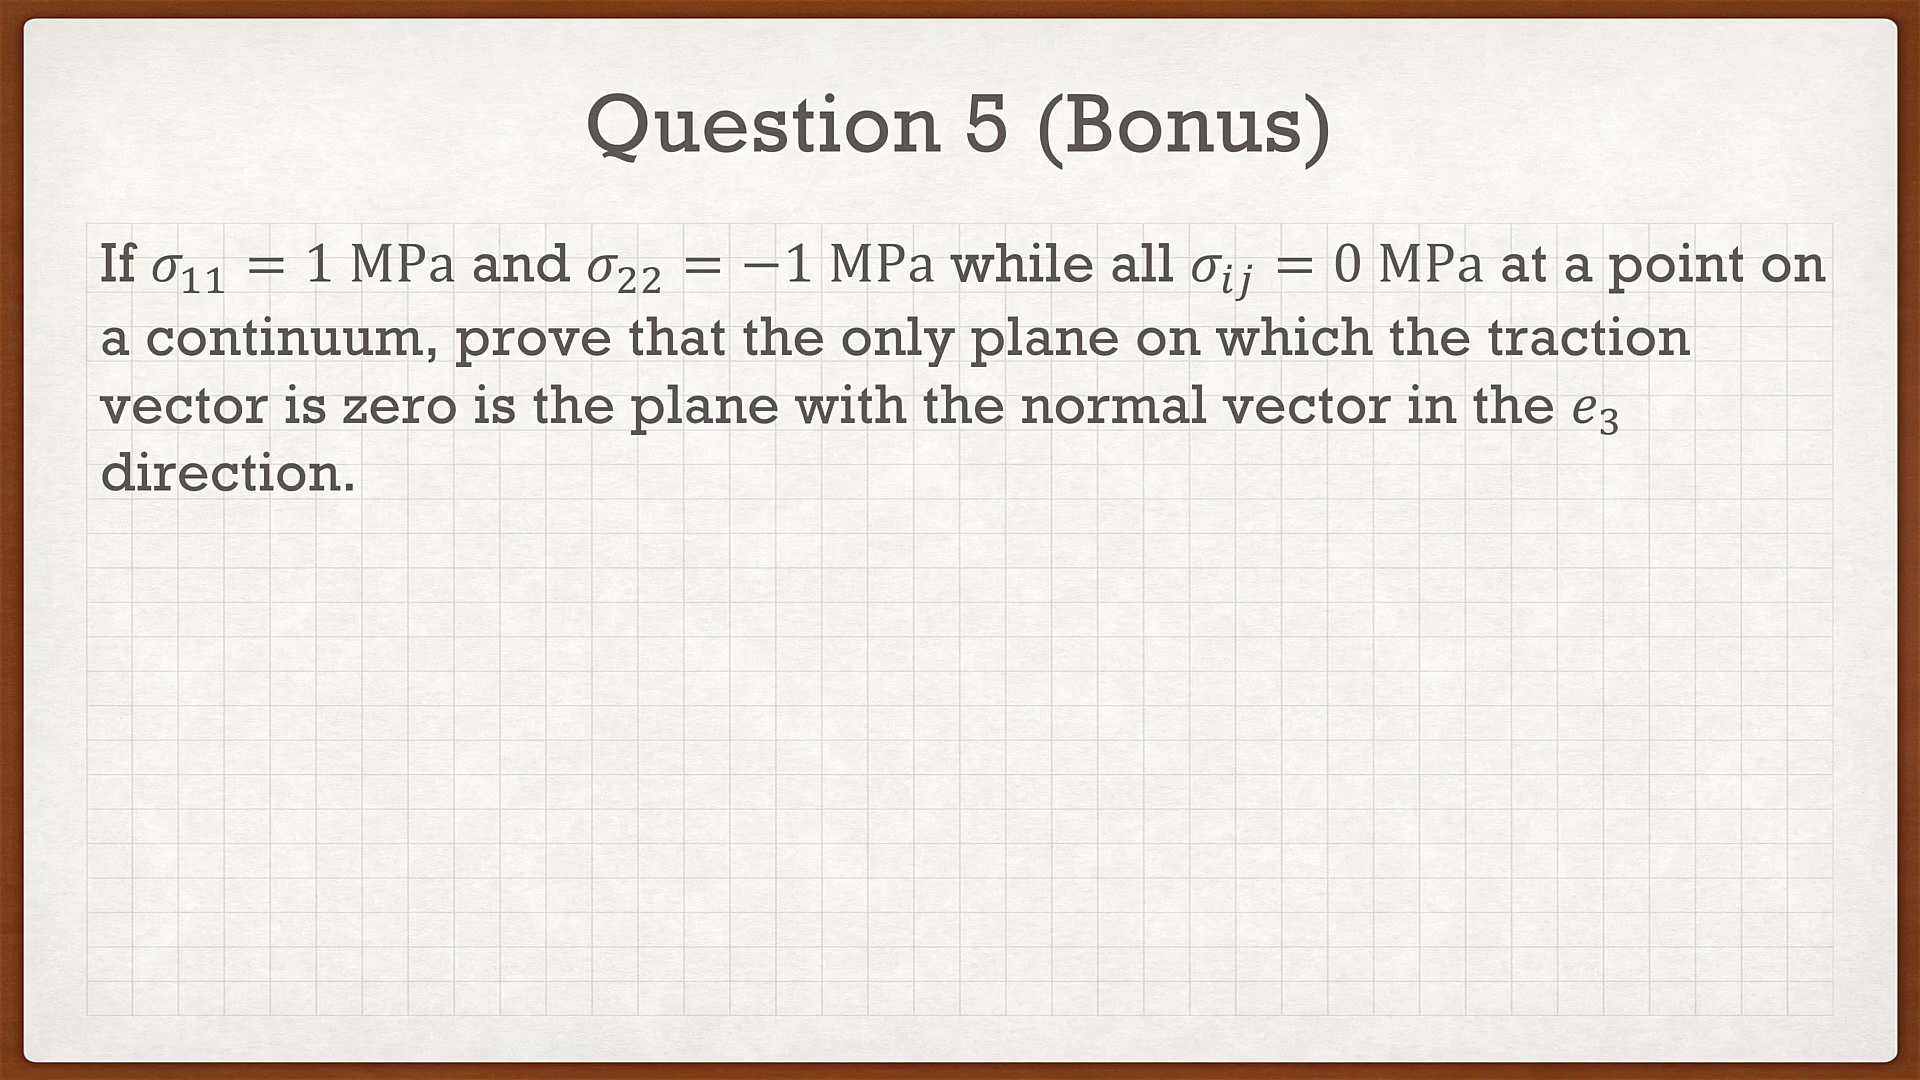 Question 5 (Bonus)
If σ₁₁ = 1 MPa and σ₂₂ = −1 MPa while all σᵢⱼ = 0 MPa at a point on
a continuum, prove that the only plane on which the traction
vector is zero is the plane with the normal vector in the e₃
direction.